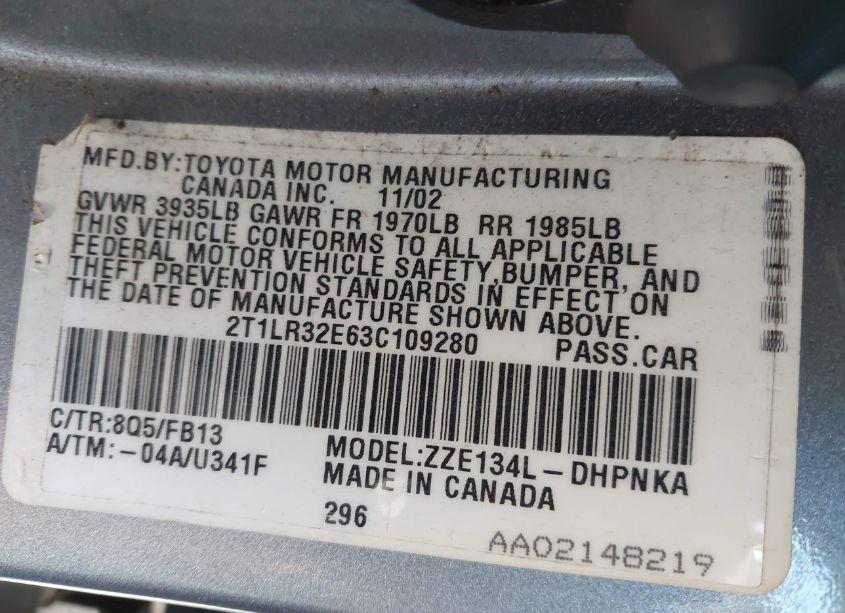 MFD.BY:TOYOTA MOTOR MANUFACTURING
CANADA INC. 11/02
GVWR 3935LB GAWR FR 1970LB RR 1985LB
THIS VEHICLE CONFORMS TO ALL APPLICABLE
FEDERAL MOTOR VEHICLE SAFETY,BUMPER, AND
THEFT PREVENTION STANDARDS IN EFFECT ON
THE DATE OF MANUFACTURE SHOWN ABOVE.
2T1LR32E63C109280 PASS.CAR
C/TR:8Q5/FB13
A/TM:-04A/U341F
MODEL:ZZE134L-DHPNKA
MADE IN CANADA
296
AA02148219